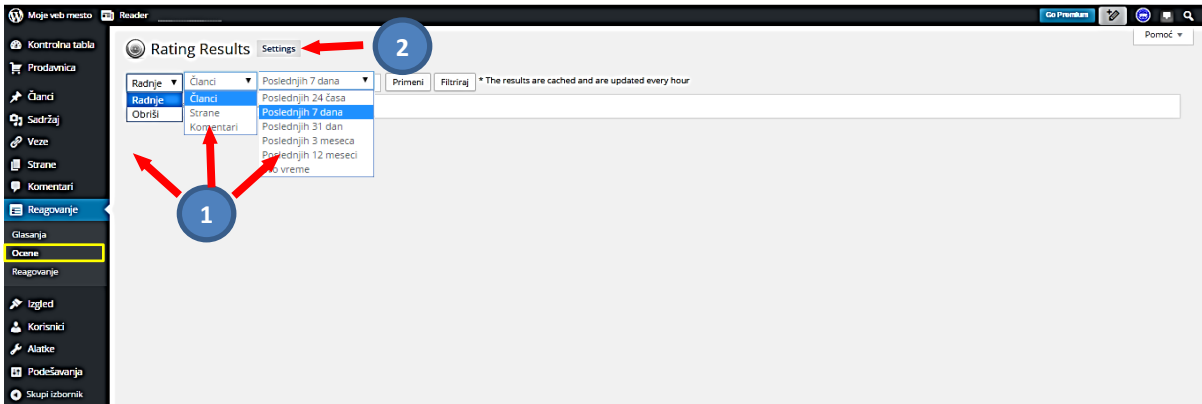 Moje veb mesto Reader Go Premium
Pomoć ▾
Kontrolna tabla
Prodavnica
Članci
Sadržaj
Veze
Strane
Komentari
Reagovanje
Glasanja
Ocene
Reagovanje
Izgled
Korisnici
Alatke
Podešavanja
Skupi izbornik
Rating Results Settings
2
Radnje ▼ Članci ▼ Poslednjih 7 dana ▼ Primeni Filtriraj * The results are cached and are updated every hour
Radnje Članci Poslednjih 24 časa
Obriši Strane Poslednjih 7 dana
Komentari Poslednjih 31 dan
Poslednjih 3 meseca
Poslednjih 12 meseci
vreme
1